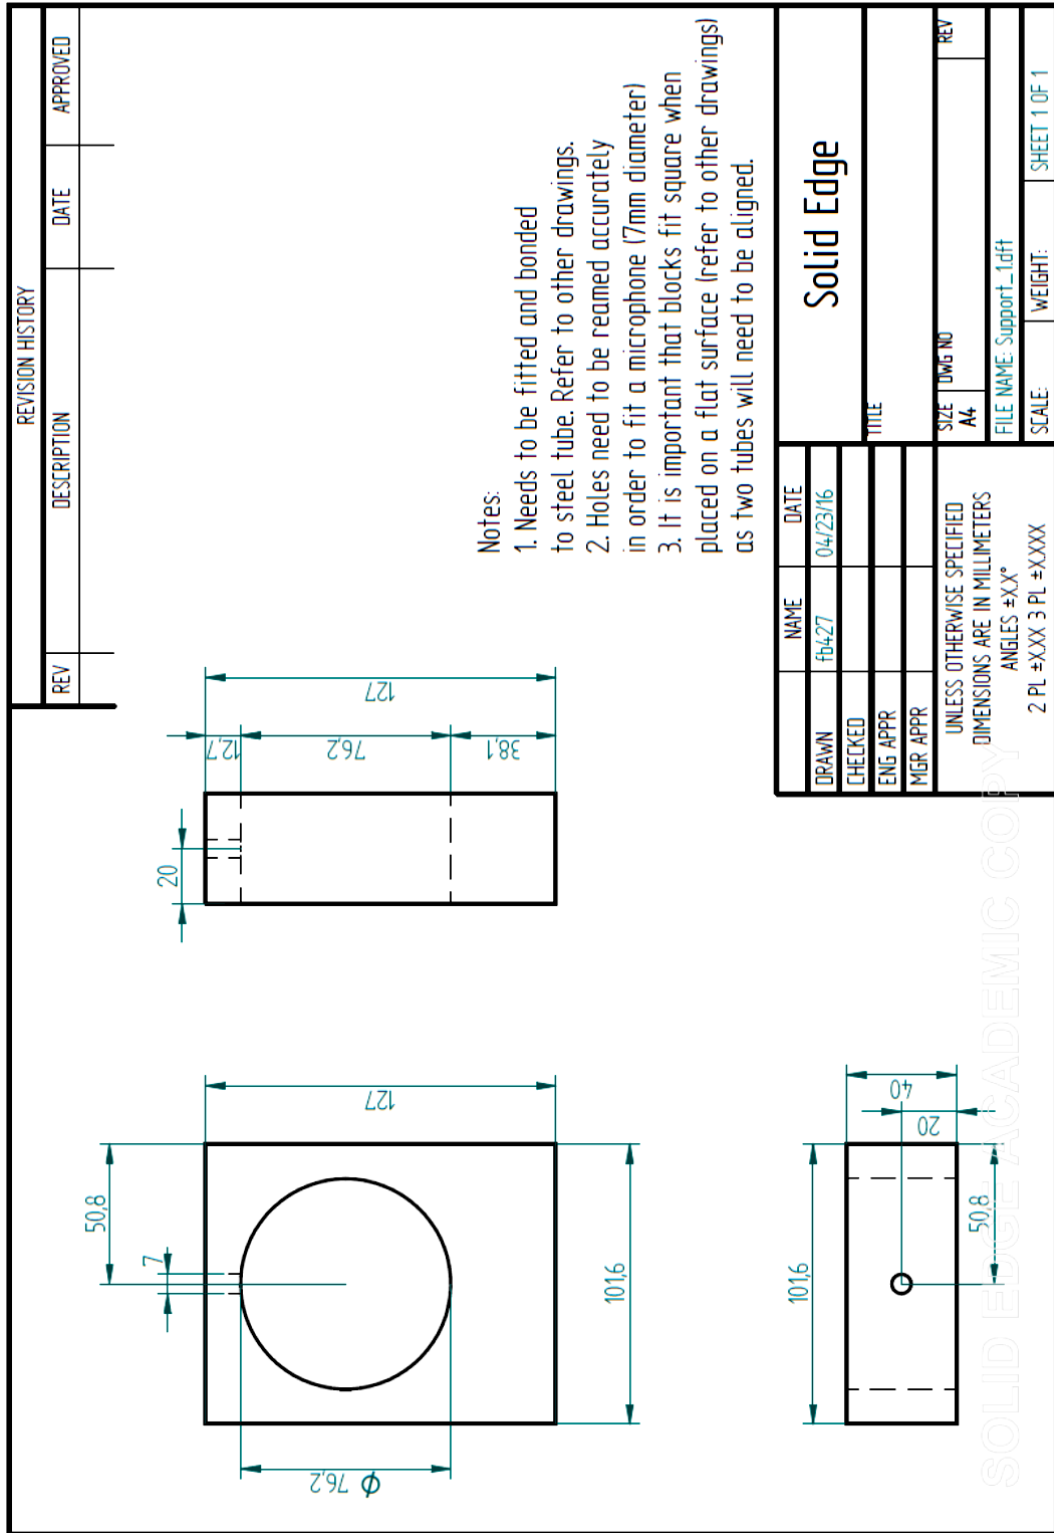 REVISION HISTORY
REV DESCRIPTION DATE APPROVED
50,8
7
Φ 76,2
127
101,6
20
12,7
76,2
38,1
127
101,6
40
20
50,8
Notes:
1. Needs to be fitted and bonded
to steel tube. Refer to other drawings.
2. Holes need to be reamed accurately
in order to fit a microphone (7mm diameter)
3. It is important that blocks fit square when
placed on a flat surface (refer to other drawings)
as two tubes will need to be aligned.
NAME DATE
DRAWN fb427 04/23/16
CHECKED
ENG APPR
MGR APPR
UNLESS OTHERWISE SPECIFIED
DIMENSIONS ARE IN MILLIMETERS
ANGLES ±X.X°
2 PL ±X.XX 3 PL ±X.XXX
Solid Edge
TITLE
SIZE DWG NO REV
A4
FILE NAME: Support_1.dft
SCALE: WEIGHT: SHEET 1 OF 1
SOLID EDGE ACADEMIC COPY